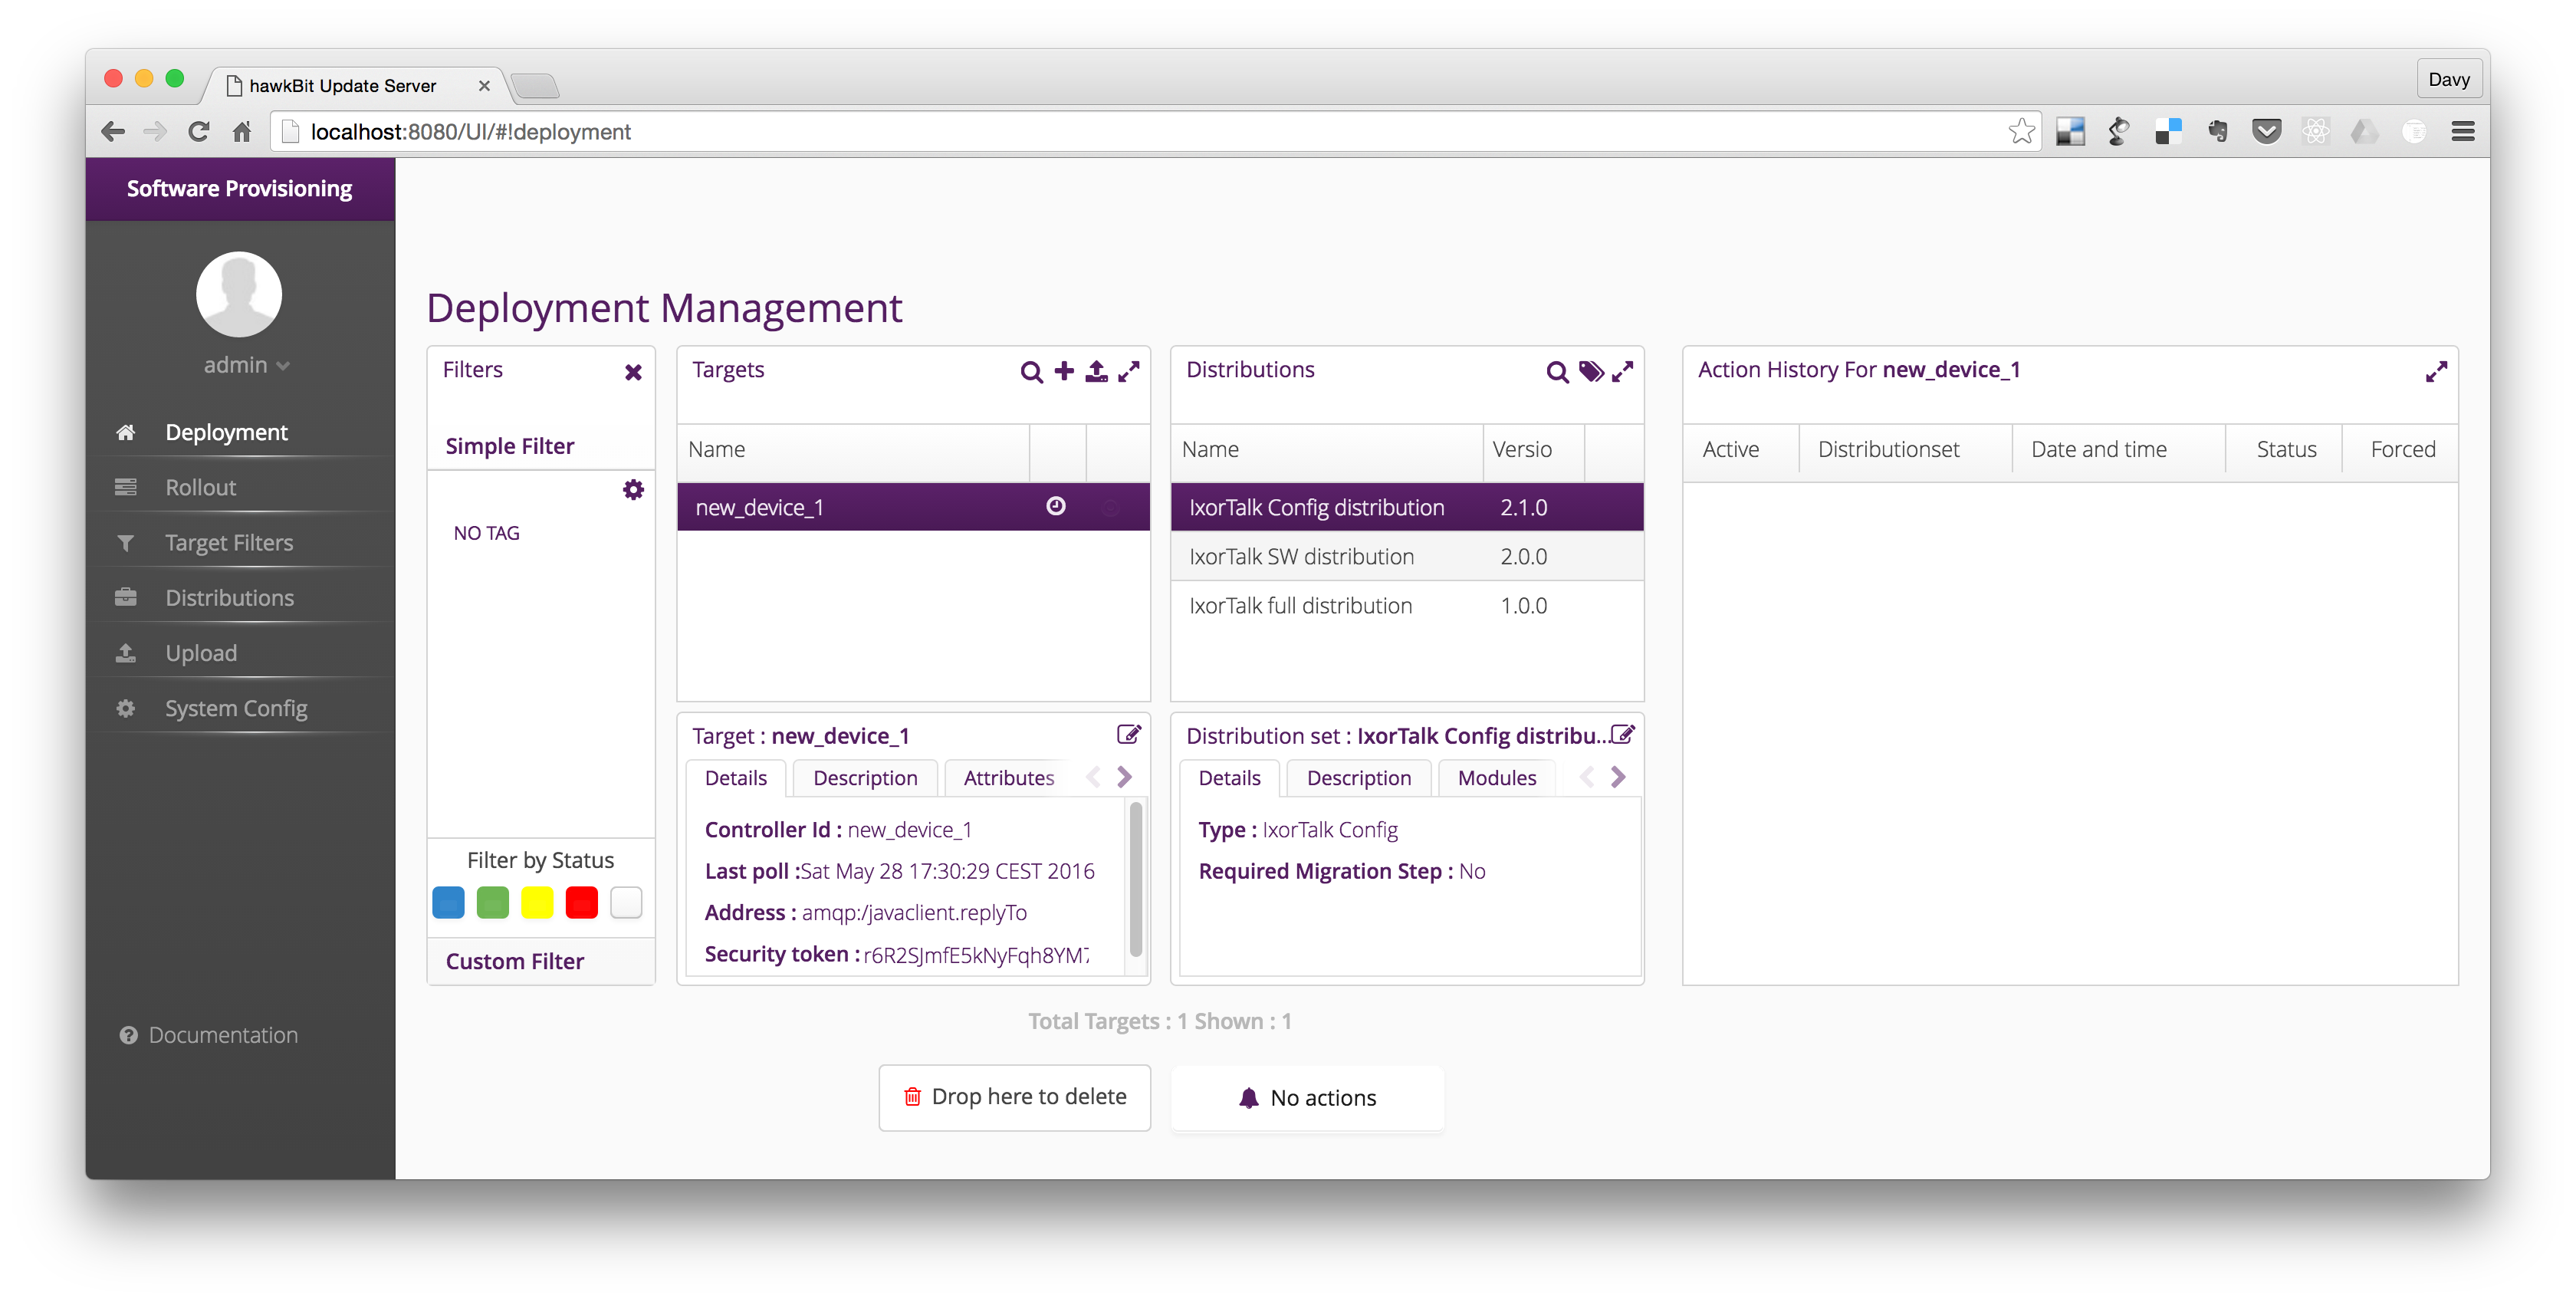 hawkBit Update Server
Davy
localhost:8080/UI/#!deployment
Software Provisioning
admin
Deployment
Rollout
Target Filters
Distributions
Upload
System Config
Documentation
Deployment Management
Filters
Simple Filter
NO TAG
Filter by Status
Custom Filter
Targets
Name
new_device_1
Target : new_device_1
Details Description Attributes
Controller Id : new_device_1
Last poll :Sat May 28 17:30:29 CEST 2016
Address : amqp:/javaclient.replyTo
Security token : r6R2SJmfE5kNyFqh8YM7
Distributions
Name Versio
IxorTalk Config distribution 2.1.0
IxorTalk SW distribution 2.0.0
IxorTalk full distribution 1.0.0
Distribution set : IxorTalk Config distribu...
Details Description Modules
Type : IxorTalk Config
Required Migration Step : No
Action History For new_device_1
Active Distributionset Date and time Status Forced
Total Targets : 1 Shown : 1
Drop here to delete
No actions